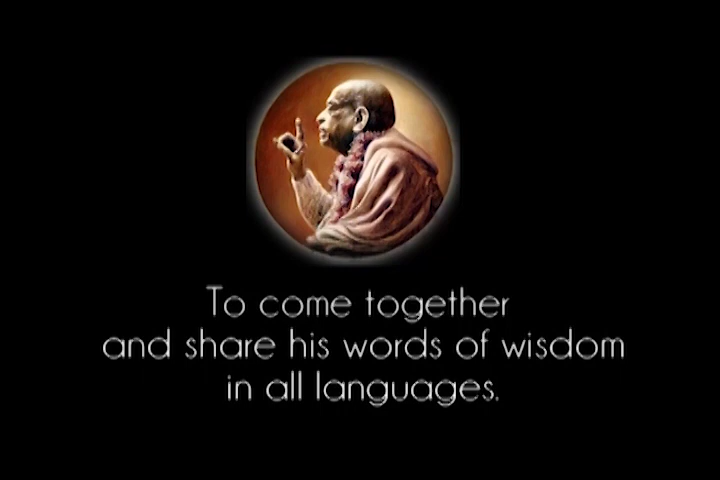 To come together
and share his words of wisdom
in all languages.